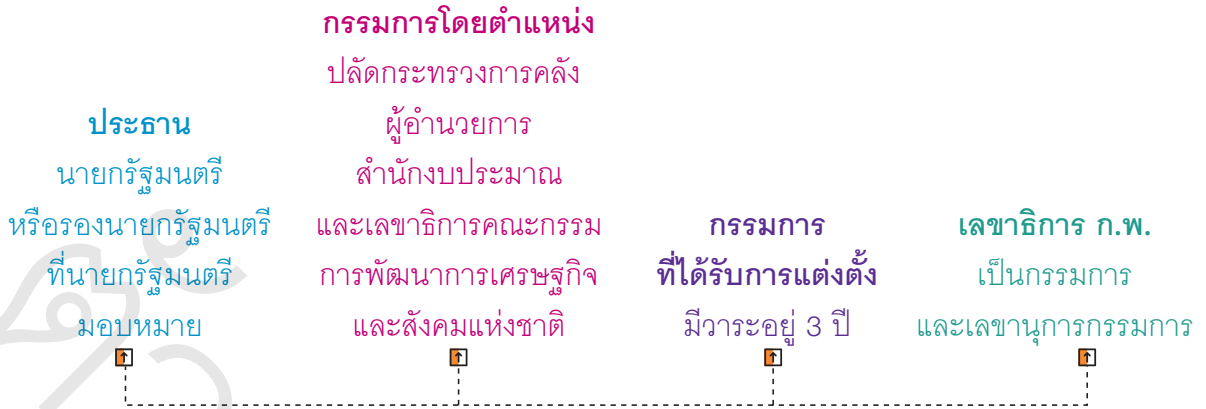 ประธาน
นายกรัฐมนตรี
หรือรองนายกรัฐมนตรี
ที่นายกรัฐมนตรี
มอบหมาย
กรรมการโดยตำแหน่ง
ปลัดกระทรวงการคลัง
ผู้อำนวยการ
สำนักงบประมาณ
และเลขาธิการคณะกรรม
การพัฒนาการเศรษฐกิจ
และสังคมแห่งชาติ
กรรมการ
ที่ได้รับการแต่งตั้ง
มีวาระอยู่ 3 ปี
เลขาธิการ ก.พ.
เป็นกรรมการ
และเลขานุการกรรมการ